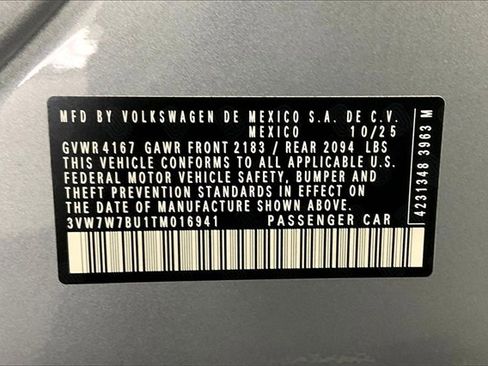 MFD BY VOLKSWAGEN DE MEXICO S.A. DE C.V.
MEXICO 10/25
GVWR 4167 GAWR FRONT 2183 / REAR 2094 LBS
THIS VEHICLE CONFORMS TO ALL APPLICABLE U.S.
FEDERAL MOTOR VEHICLE SAFETY, BUMPER AND
THEFT PREVENTION STANDARDS IN EFFECT ON THE
DATE OF MANUFACTURE SHOWN ABOVE.
3VW7W7BU1TM016941 PASSENGER CAR
4231348 3963 M